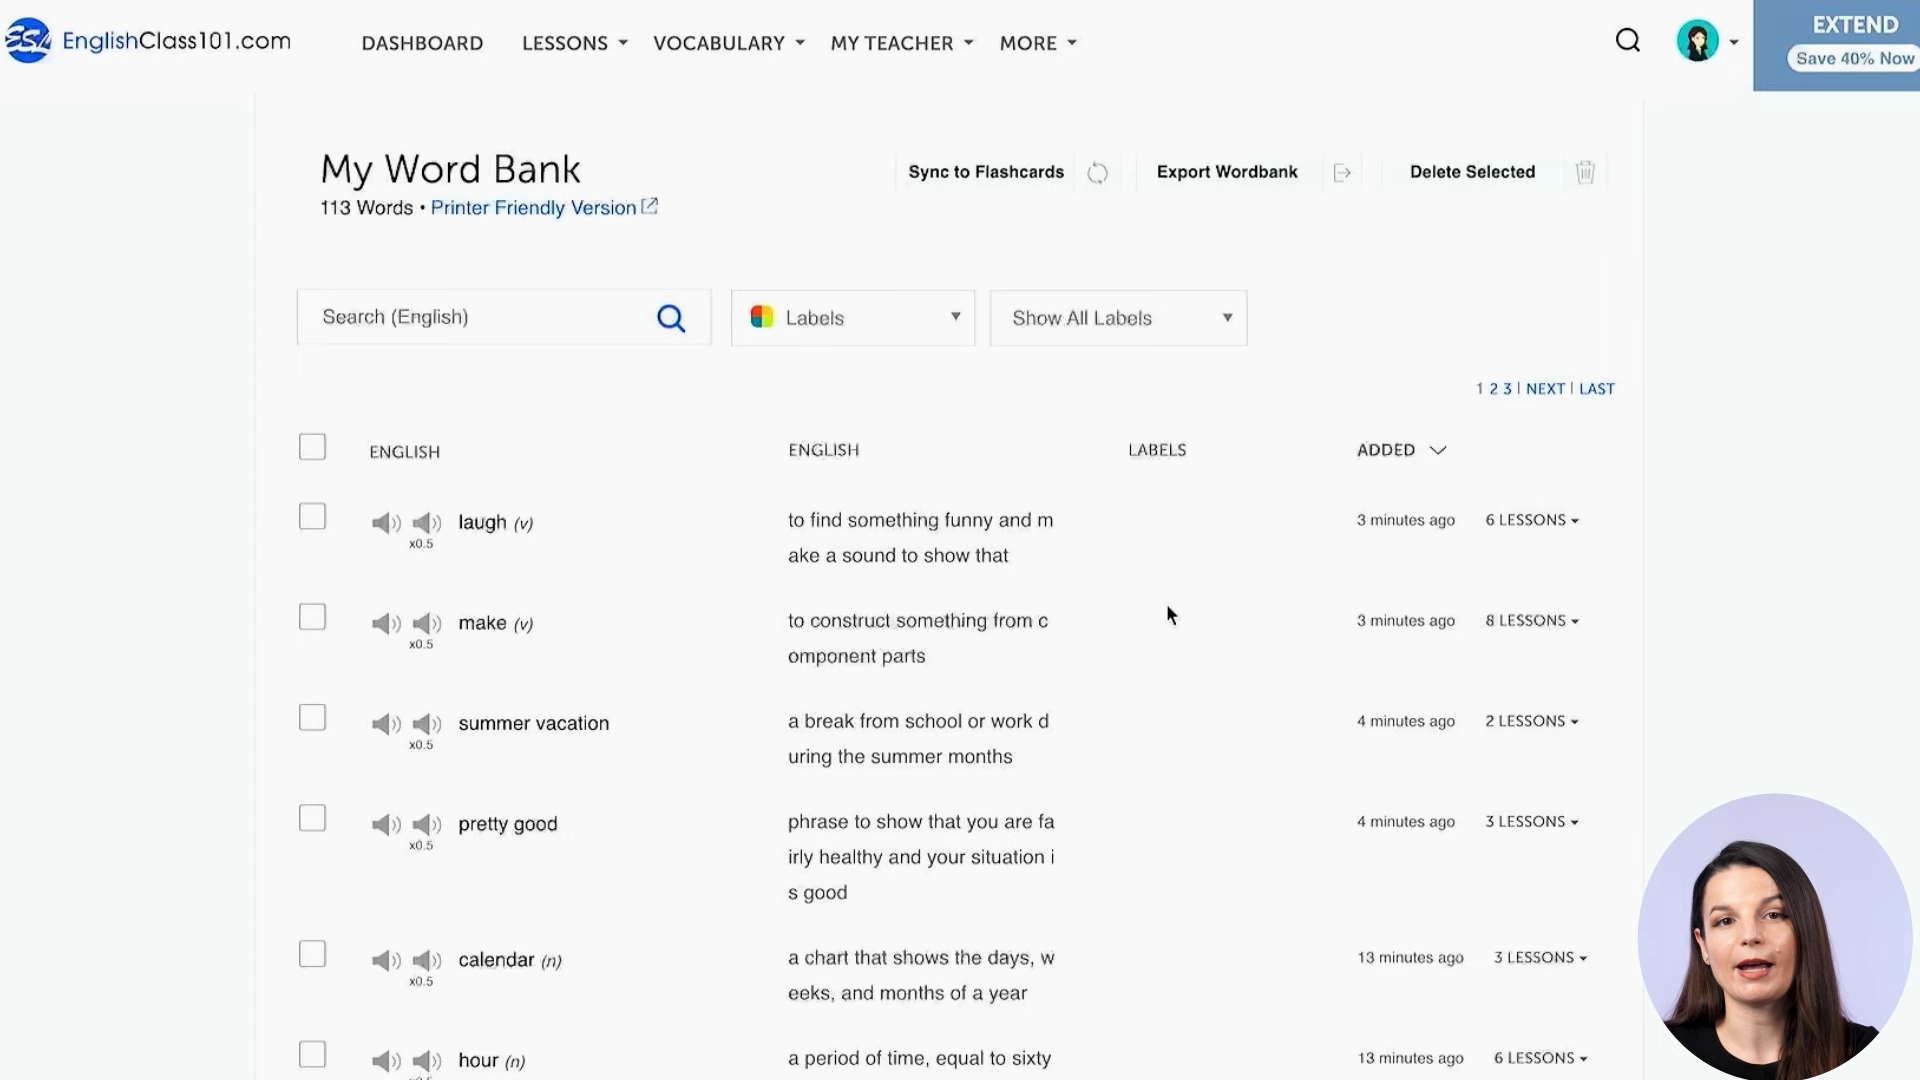 ESL EnglishClass101.com
DASHBOARD LESSONS VOCABULARY MY TEACHER MORE
EXTEND
Save 40% Now
My Word Bank
113 Words • Printer Friendly Version
Sync to Flashcards
Export Wordbank
Delete Selected
Search (English)
Labels
Show All Labels
1 2 3 | NEXT | LAST
ENGLISH ENGLISH LABELS ADDED
x0.5 laugh (v)
to find something funny and m
ake a sound to show that
3 minutes ago 6 LESSONS
x0.5 make (v)
to construct something from c
omponent parts
3 minutes ago 8 LESSONS
x0.5 summer vacation
a break from school or work d
uring the summer months
4 minutes ago 2 LESSONS
x0.5 pretty good
phrase to show that you are fa
irly healthy and your situation i
s good
4 minutes ago 3 LESSONS
x0.5 calendar (n)
a chart that shows the days, w
eeks, and months of a year
13 minutes ago 3 LESSONS
hour (n)
a period of time, equal to sixty
13 minutes ago 6 LESSONS